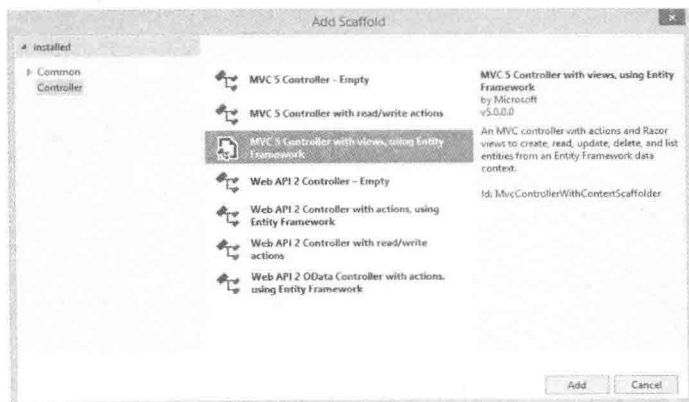 Add Scaffold
Installed
Common
Controller
MVC 5 Controller - Empty
MVC 5 Controller with read/write actions
MVC 5 Controller with views, using Entity
Framework
Web API 2 Controller - Empty
Web API 2 Controller with actions, using
Entity Framework
Web API 2 Controller with read/write
actions
Web API 2 OData Controller with actions,
using Entity Framework
MVC 5 Controller with views, using Entity
Framework
by Microsoft
v5.0.0.0
An MVC controller with actions and Razor
views to create, read, update, delete, and list
entities from an Entity Framework data
context.
Id: MvcControllerWithContextScaffolder
Add
Cancel